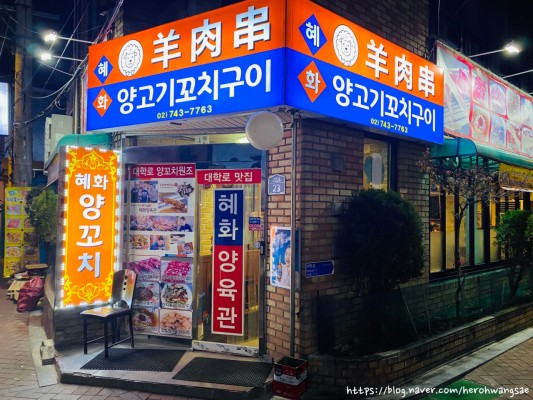 혜
화
羊肉串
양고기꼬치구이
02) 743-7763
혜
화
羊肉串
양고기꼬치구이
02) 743-7763
혜화 양꼬치
대학로 양꼬치원조
대학로 맛집
혜화양육관
23
https://blog.naver.com/herohwangsae